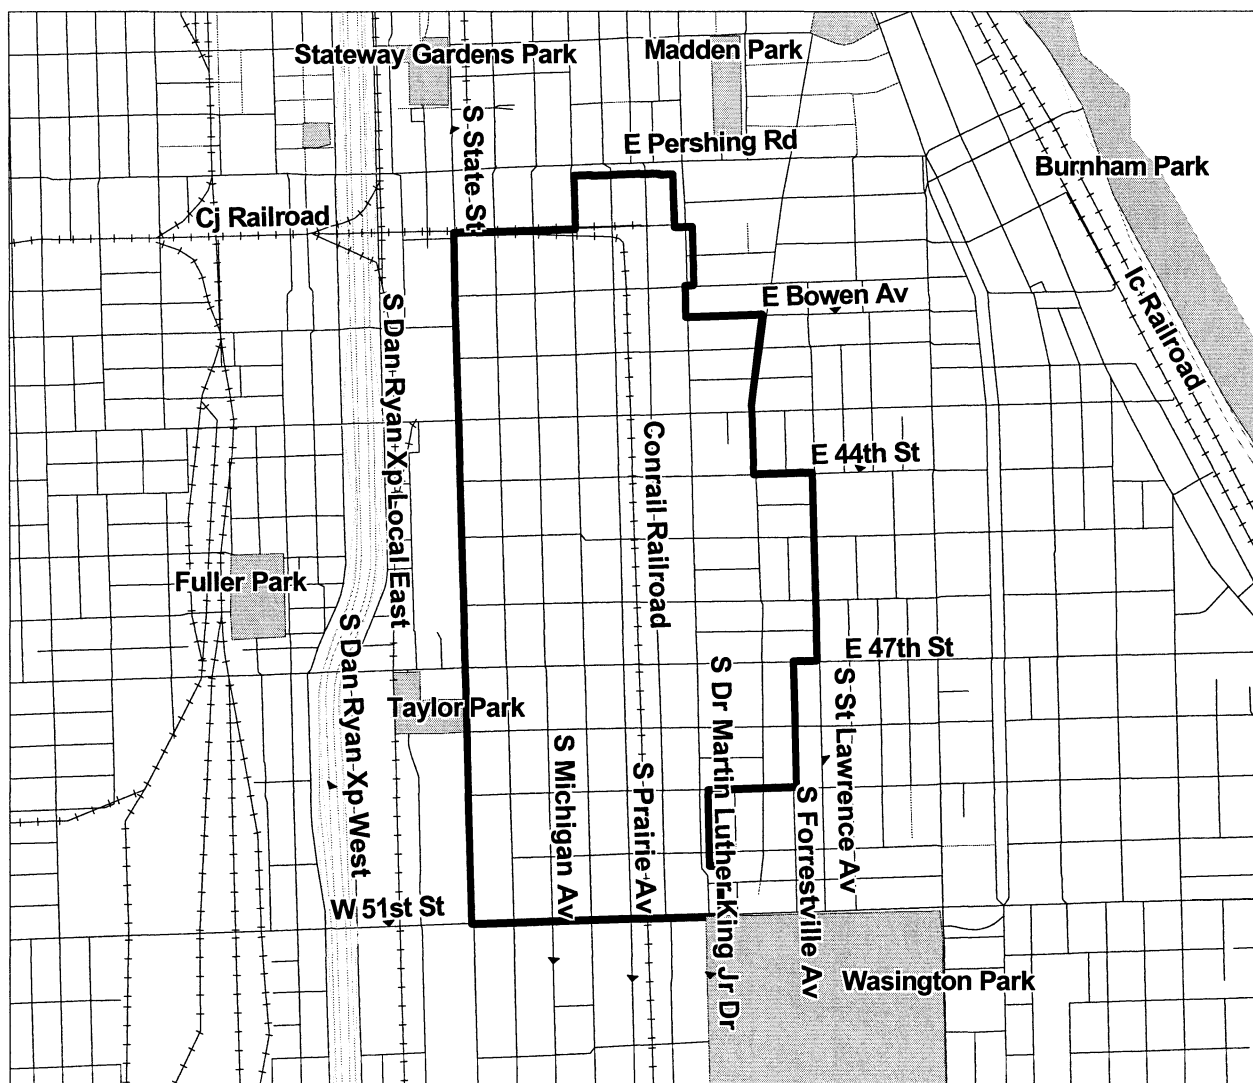 Stateway Gardens Park
Madden Park
S State St
E Pershing Rd
Burnham Park
Cj Railroad
Ic Railroad
E Bowen Av
S Dan Ryan Xp Local East
Conrail Railroad
E 44th St
Fuller Park
S Dan Ryan Xp West
E 47th St
S Dr Martin Luther King Jr Dr
S St Lawrence Av
Taylor Park
S Michigan Av
S Prairie Av
S Forrestville Av
W 51st St
Wasington Park